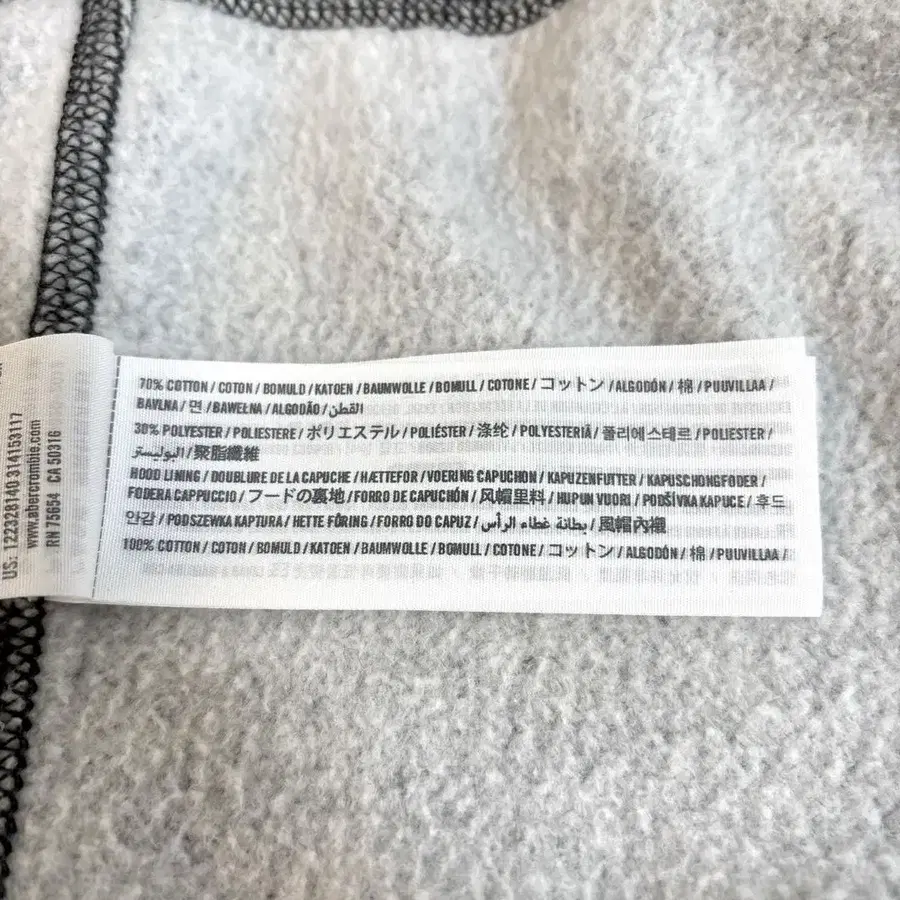 US: 122328140 314153117
www.abercrombie.com
RN 75654 CA 50316
70% COTTON / COTON / BOMULD / KATOEN / BAUMWOLLE / BOMULL / COTONE / コットン / ALGODÓN / 棉 / PUUVILLAA /
BAVLNA / 면 / BAWEŁNA / ALGODÃO / القطن
30% POLYESTER / POLIESTERE / ポリエステル / POLIÉSTER / 涤纶 / POLYESTERIÄ / 폴리에스테르 / POLIESTER /
البوليستر / 聚脂纖維
HOOD LINING / DOUBLURE DE LA CAPUCHE / HÆTTEFOR / VOERING CAPUCHON / KAPUZENFUTTER / KAPUSCHONGFODER /
FODERA CAPPUCCIO / フードの裏地 / FORRO DE CAPUCHÓN / 风帽里料 / HUPUN VUORI / PODŠÍVKA KAPUCE / 후드
안감 / PODSZEWKA KAPTURA / HETTE FÔRING / FORRO DO CAPUZ / بطانة غطاء الرأس / 風帽內襯
100% COTTON / COTON / BOMULD / KATOEN / BAUMWOLLE / BOMULL / COTONE / コットン / ALGODÓN / 棉 / PUUVILLAA /